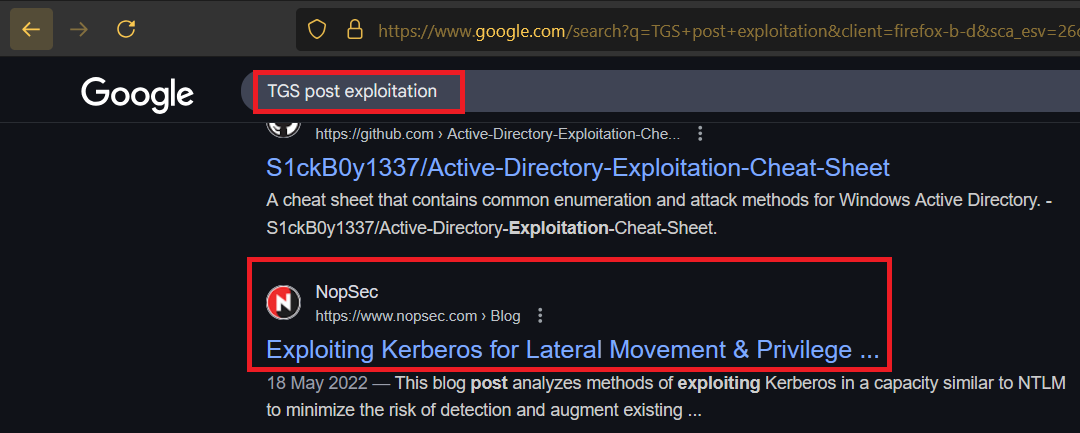 https://www.google.com/search?q=TGS+post+exploitation&client=firefox-b-d&sca_esv=26
Google
TGS post exploitation
https://github.com › Active-Directory-Exploitation-Che...
S1ckB0y1337/Active-Directory-Exploitation-Cheat-Sheet
A cheat sheet that contains common enumeration and attack methods for Windows Active Directory. -
S1ckB0y1337/Active-Directory-Exploitation-Cheat-Sheet.
N
NopSec
https://www.nopsec.com › Blog
Exploiting Kerberos for Lateral Movement & Privilege ...
18 May 2022 — This blog post analyzes methods of exploiting Kerberos in a capacity similar to NTLM
to minimize the risk of detection and augment existing ...